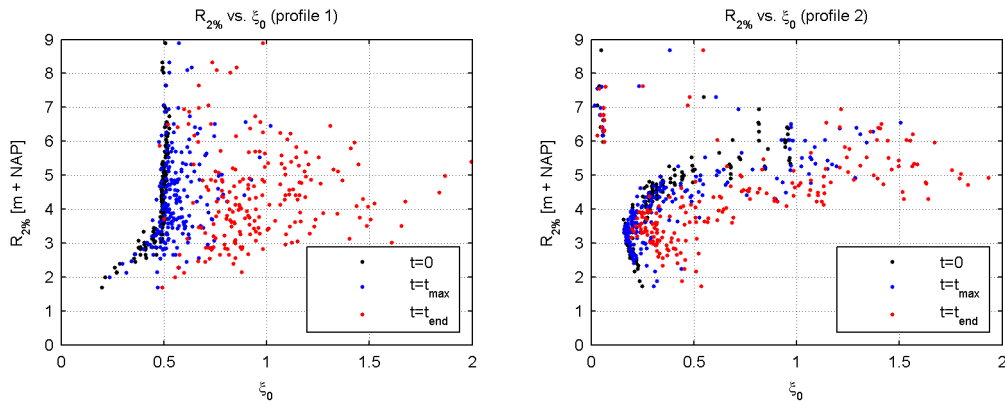 R2% vs. ξ0 (profile 1)
9
8
7
6
5
4
3
2
1
0
R2% [m + NAP]
0
0.5
1
1.5
2
ξ0
t=0
t=tmax
t=tend
R2% vs. ξ0 (profile 2)
9
8
7
6
5
4
3
2
1
0
R2% [m + NAP]
0
0.5
1
1.5
2
ξ0
t=0
t=tmax
t=tend